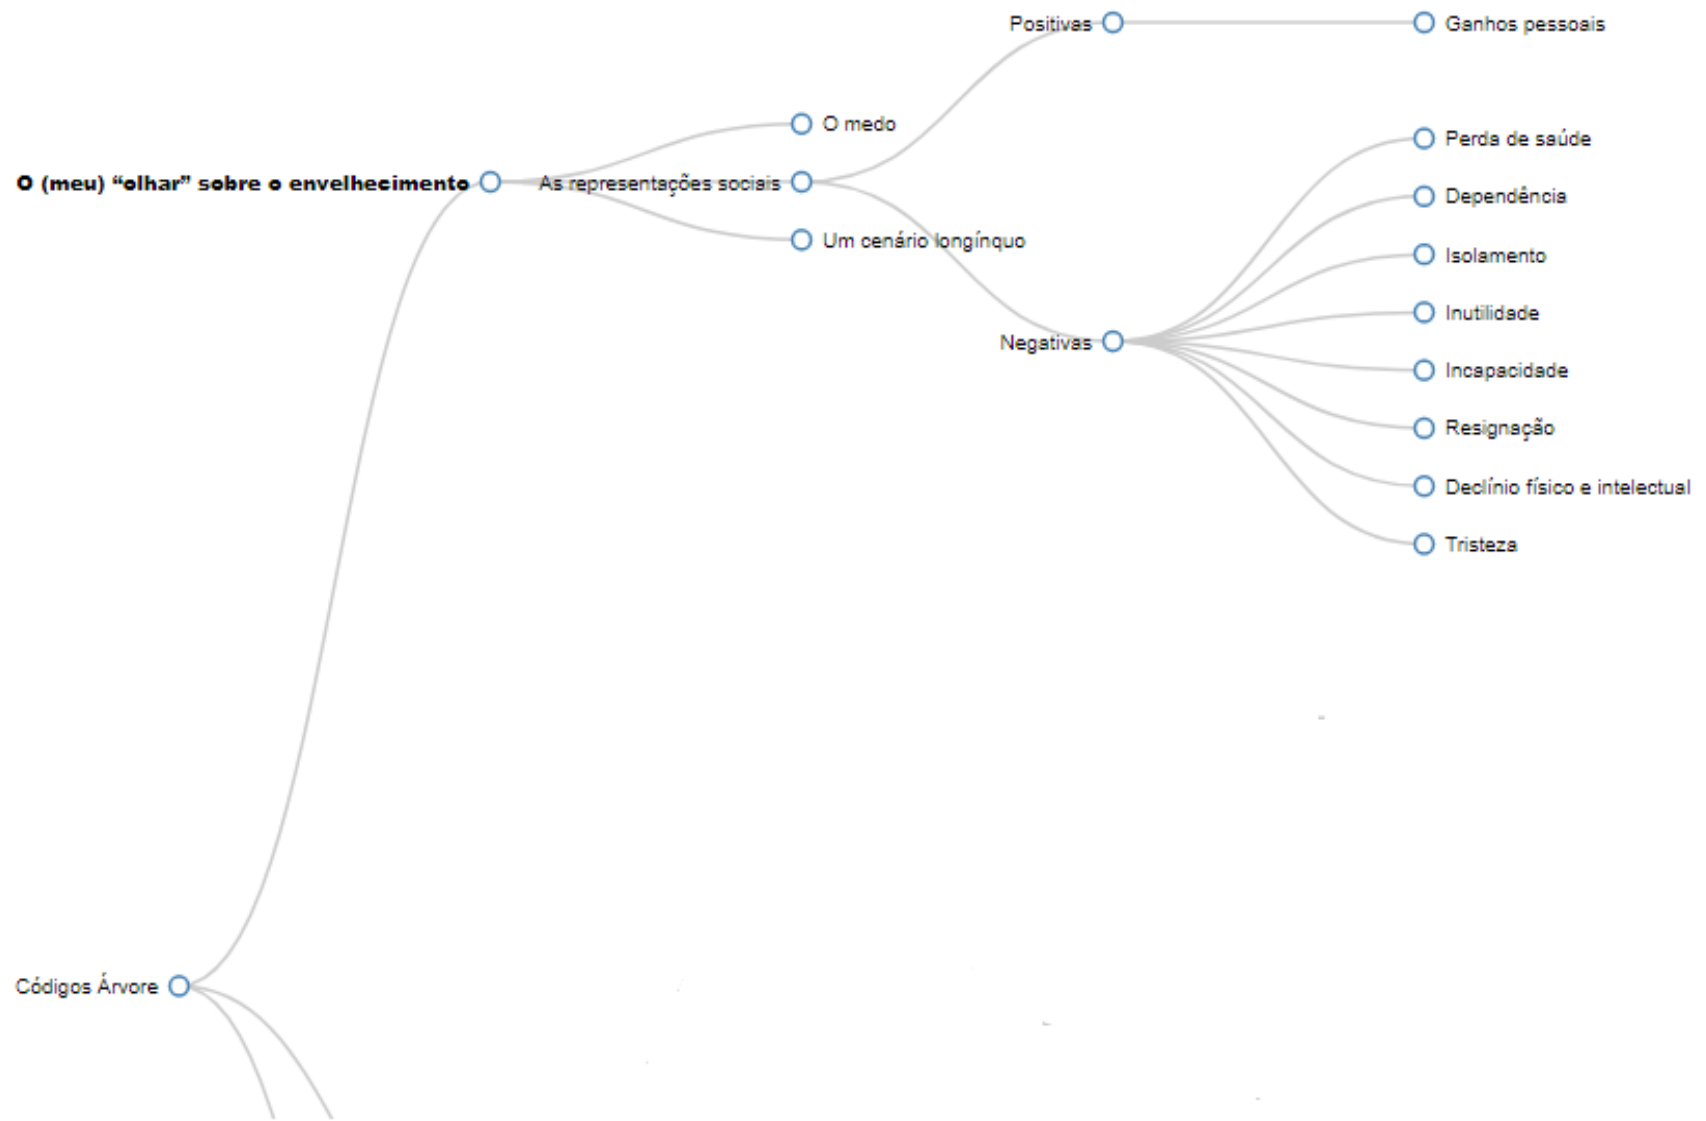 Positivas
Ganhos pessoais
O medo
Perda de saúde
O (meu) “olhar” sobre o envelhecimento
As representações sociais
Dependência
Um cenário longínquo
Isolamento
Inutilidade
Negativas
Incapacidade
Resignação
Declínio físico e intelectual
Tristeza
Códigos Árvore